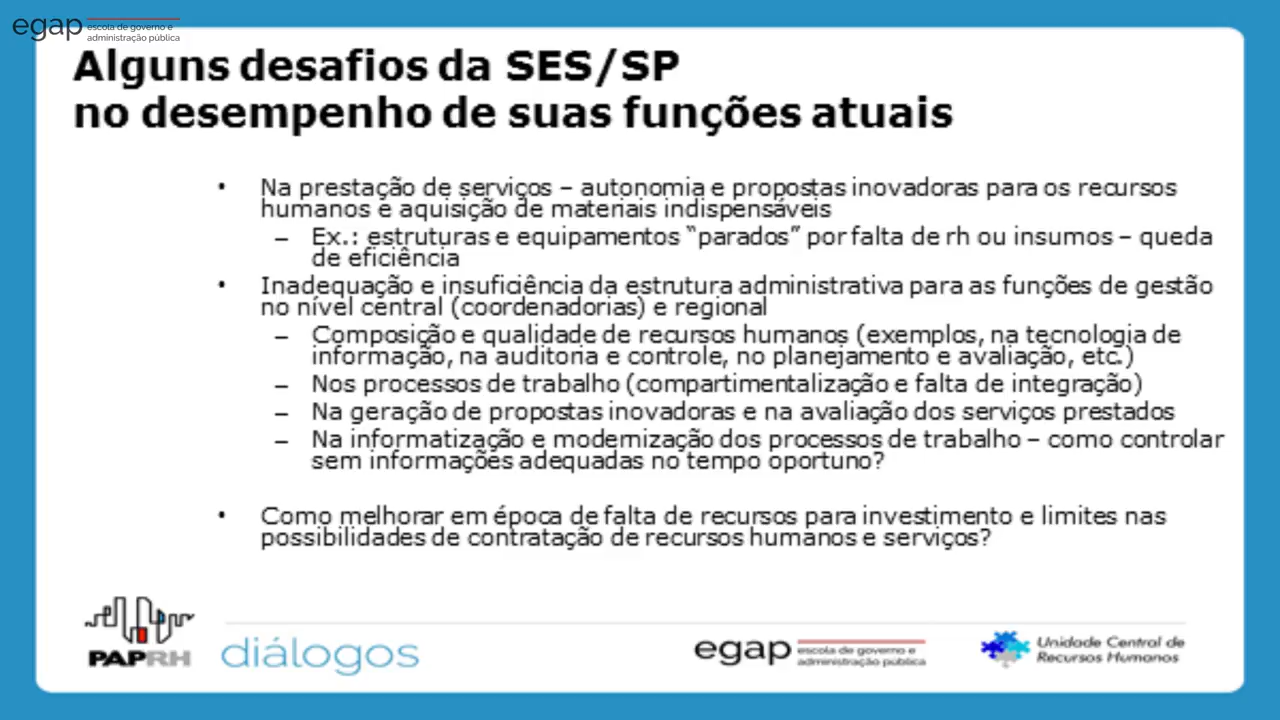 egap escola de governo e
administração pública
Alguns desafios da SES/SP
no desempenho de suas funções atuais
• Na prestação de serviços – autonomia e propostas inovadoras para os recursos
humanos e aquisição de materiais indispensáveis
– Ex.: estruturas e equipamentos “parados” por falta de rh ou insumos – queda
de eficiência
• Inadequação e insuficiência da estrutura administrativa para as funções de gestão
no nível central (coordenadorias) e regional
– Composição e qualidade de recursos humanos (exemplos, na tecnologia de
informação, na auditoria e controle, no planejamento e avaliação, etc.)
– Nos processos de trabalho (compartimentalização e falta de integração)
– Na geração de propostas inovadoras e na avaliação dos serviços prestados
– Na informatização e modernização dos processos de trabalho – como controlar
sem informações adequadas no tempo oportuno?
• Como melhorar em época de falta de recursos para investimento e limites nas
possibilidades de contratação de recursos humanos e serviços?
PAPRH
diálogos
egap escola de governo e
administração pública
Unidade Central de
Recursos Humanos